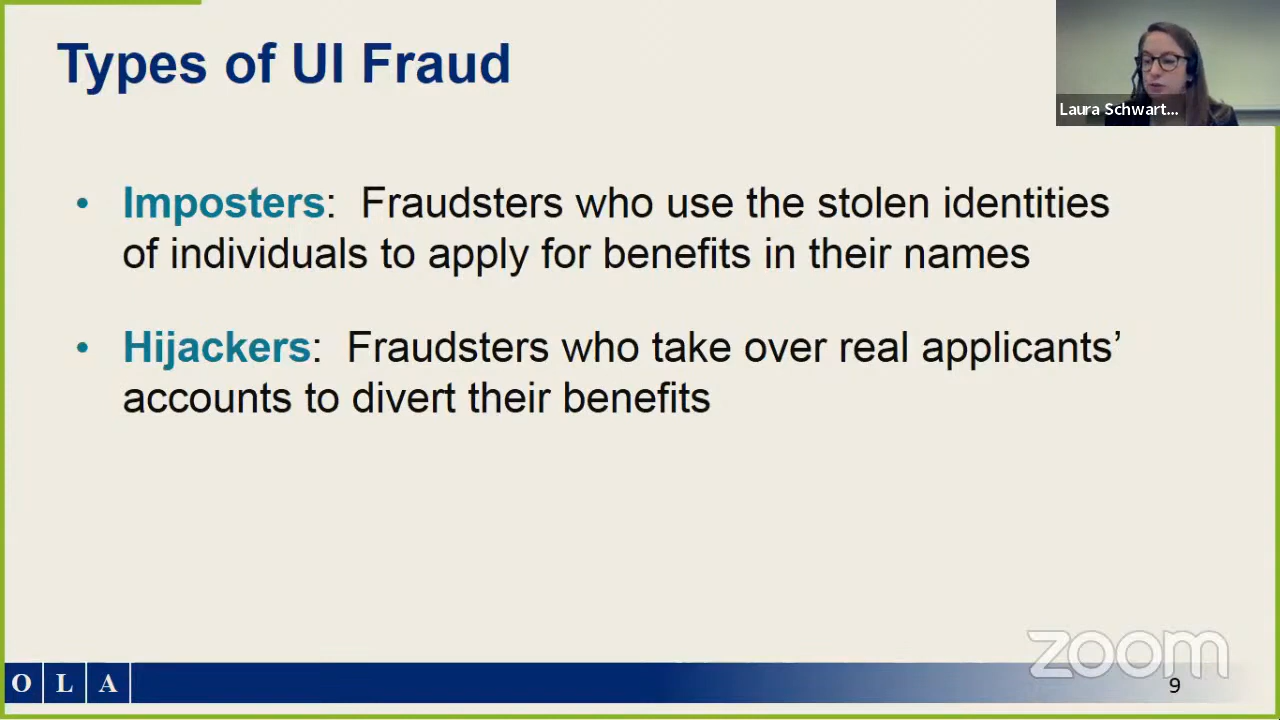 Types of UI Fraud
Laura Schwart...
• Imposters: Fraudsters who use the stolen identities
of individuals to apply for benefits in their names
• Hijackers: Fraudsters who take over real applicants’
accounts to divert their benefits
zoom
O L A
9